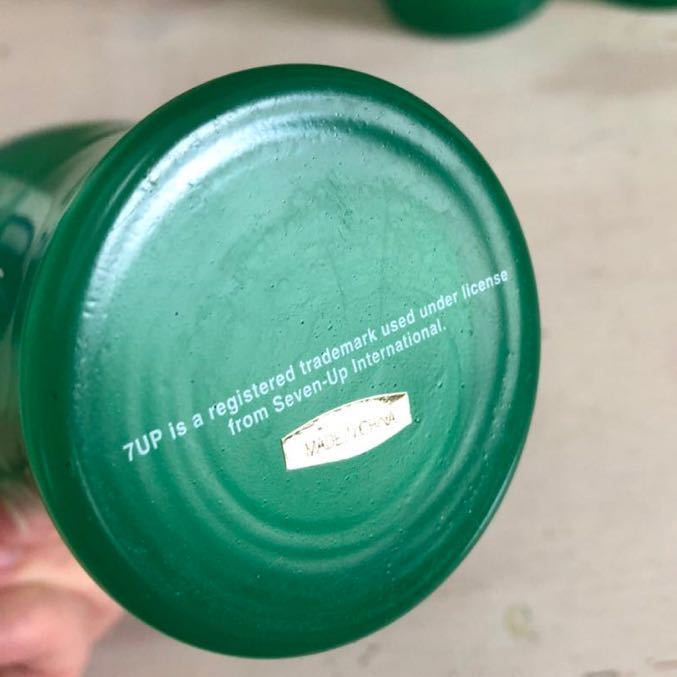 7UP is a registered trademark used under license
from Seven-Up International.
MADE IN CHINA